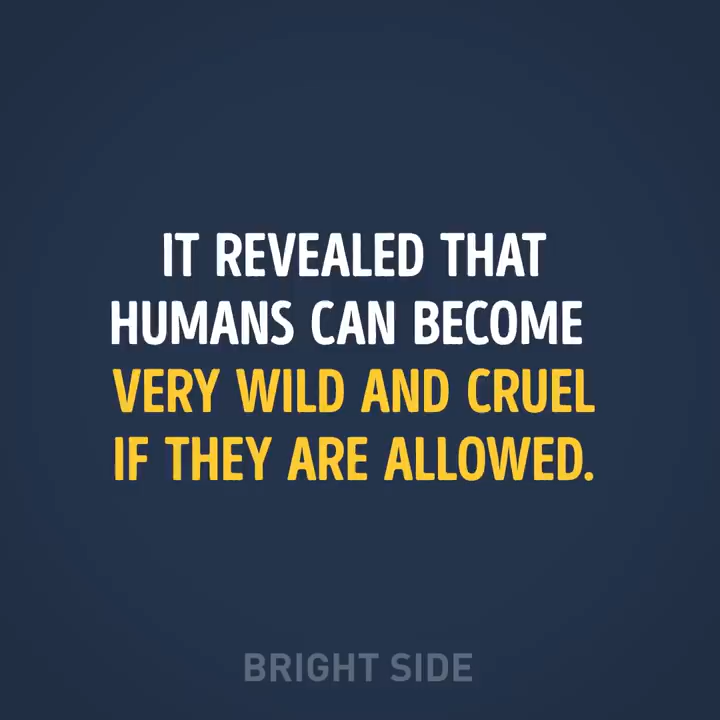 IT REVEALED THAT
HUMANS CAN BECOME
VERY WILD AND CRUEL
IF THEY ARE ALLOWED.
BRIGHT SIDE